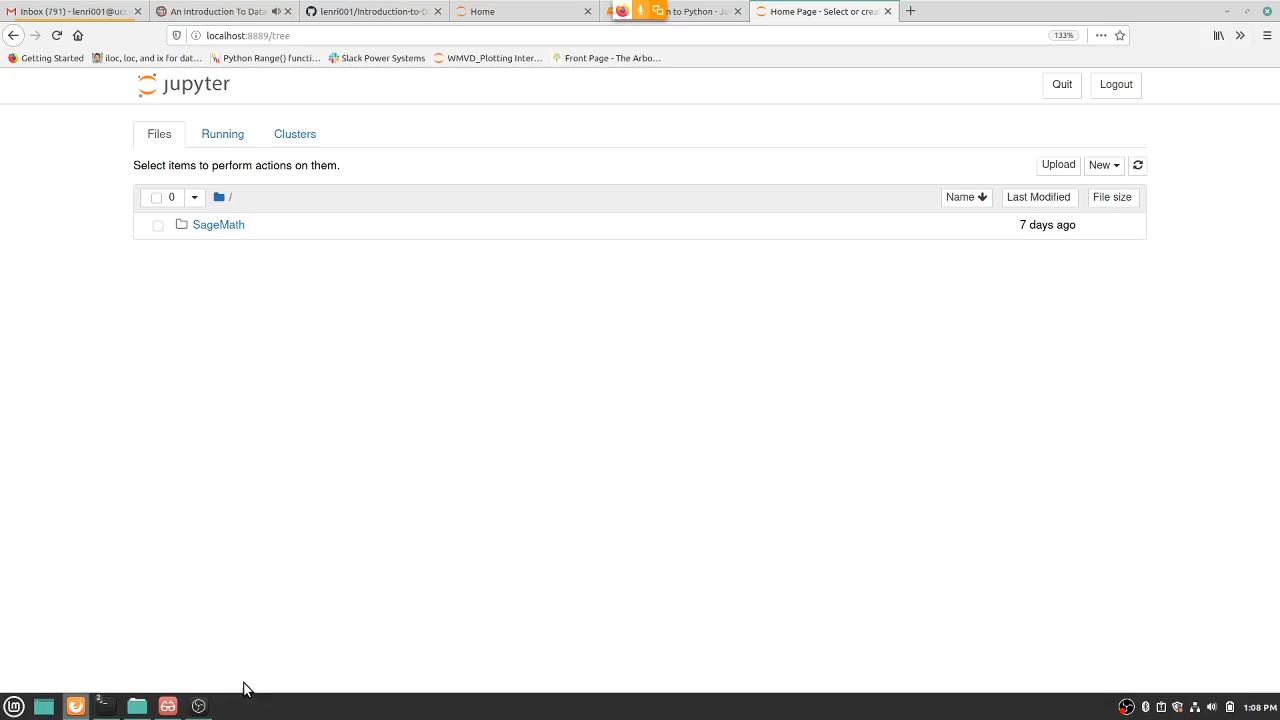 Inbox (791) - lenri001@uc
An Introduction To Data
lenri001/Introduction-to-D
Home
n to Python - Ju
Home Page - Select or crea
localhost:8889/tree
133%
Getting Started
iloc, loc, and ix for dat...
Python Range() functi...
Slack Power Systems
WMVD_Plotting Inter...
Front Page - The Arbo...
jupyter
Quit
Logout
Files
Running
Clusters
Select items to perform actions on them.
Upload
New
0
/
Name
Last Modified
File size
SageMath
7 days ago
2
1:08 PM